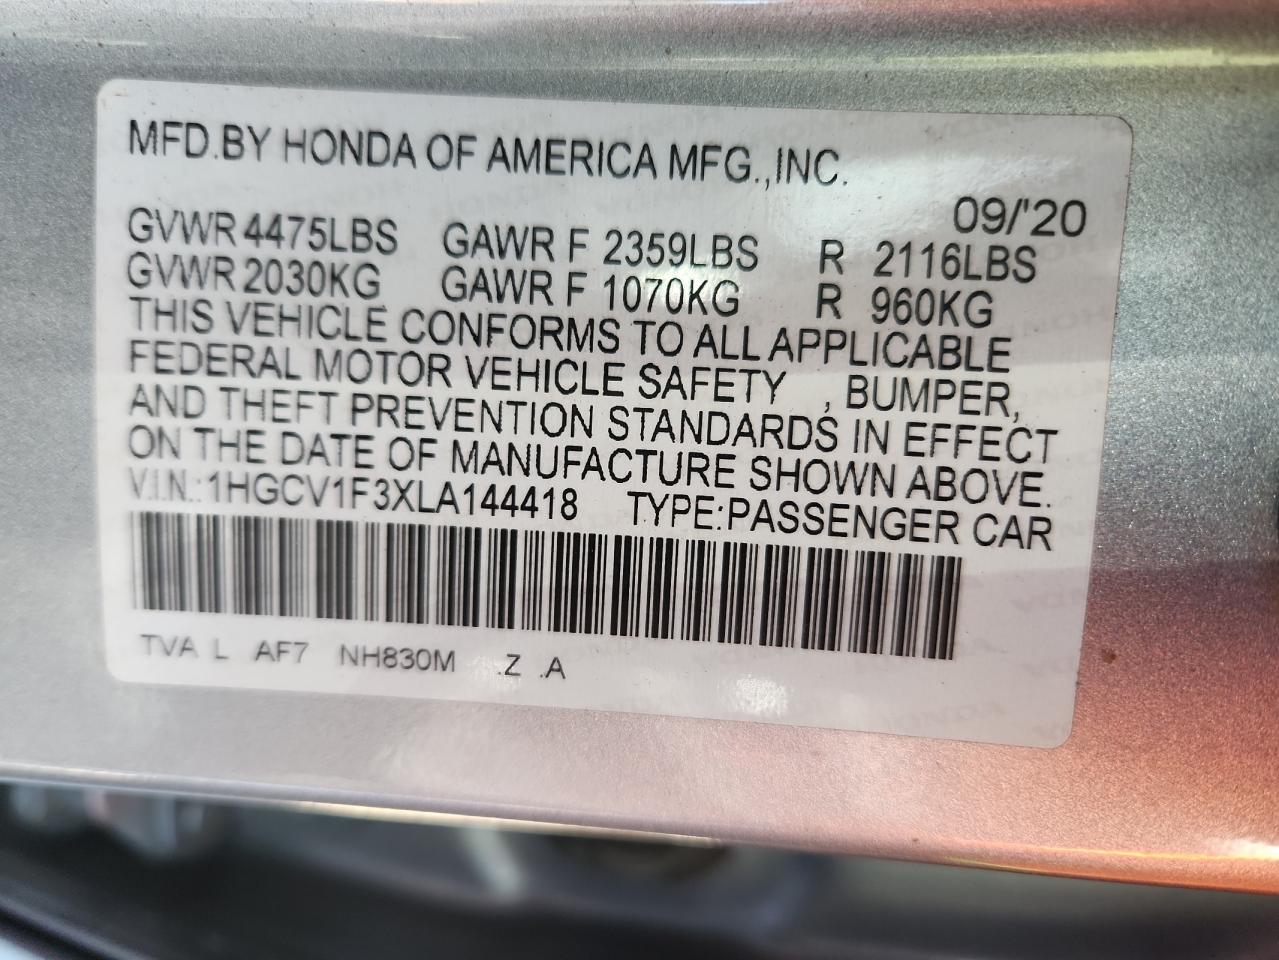 MFD.BY HONDA OF AMERICA MFG.,INC.
09/'20
GVWR 4475LBS GAWR F 2359LBS R 2116LBS
GVWR 2030KG GAWR F 1070KG R 960KG
THIS VEHICLE CONFORMS TO ALL APPLICABLE
FEDERAL MOTOR VEHICLE SAFETY , BUMPER,
AND THEFT PREVENTION STANDARDS IN EFFECT
ON THE DATE OF MANUFACTURE SHOWN ABOVE.
V.I.N.:1HGCV1F3XLA144418 TYPE:PASSENGER CAR
TVA L AF7 NH830M .Z .A